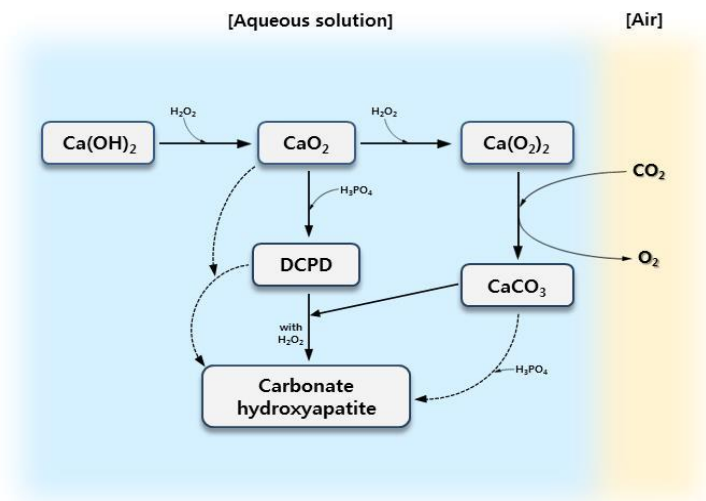 [Aqueous solution]
[Air]
H₂O₂
H₂O₂
Ca(OH)₂
CaO₂
Ca(O₂)₂
CO₂
H₃PO₄
DCPD
O₂
CaCO₃
with
H₂O₂
H₃PO₄
Carbonate
hydroxyapatite